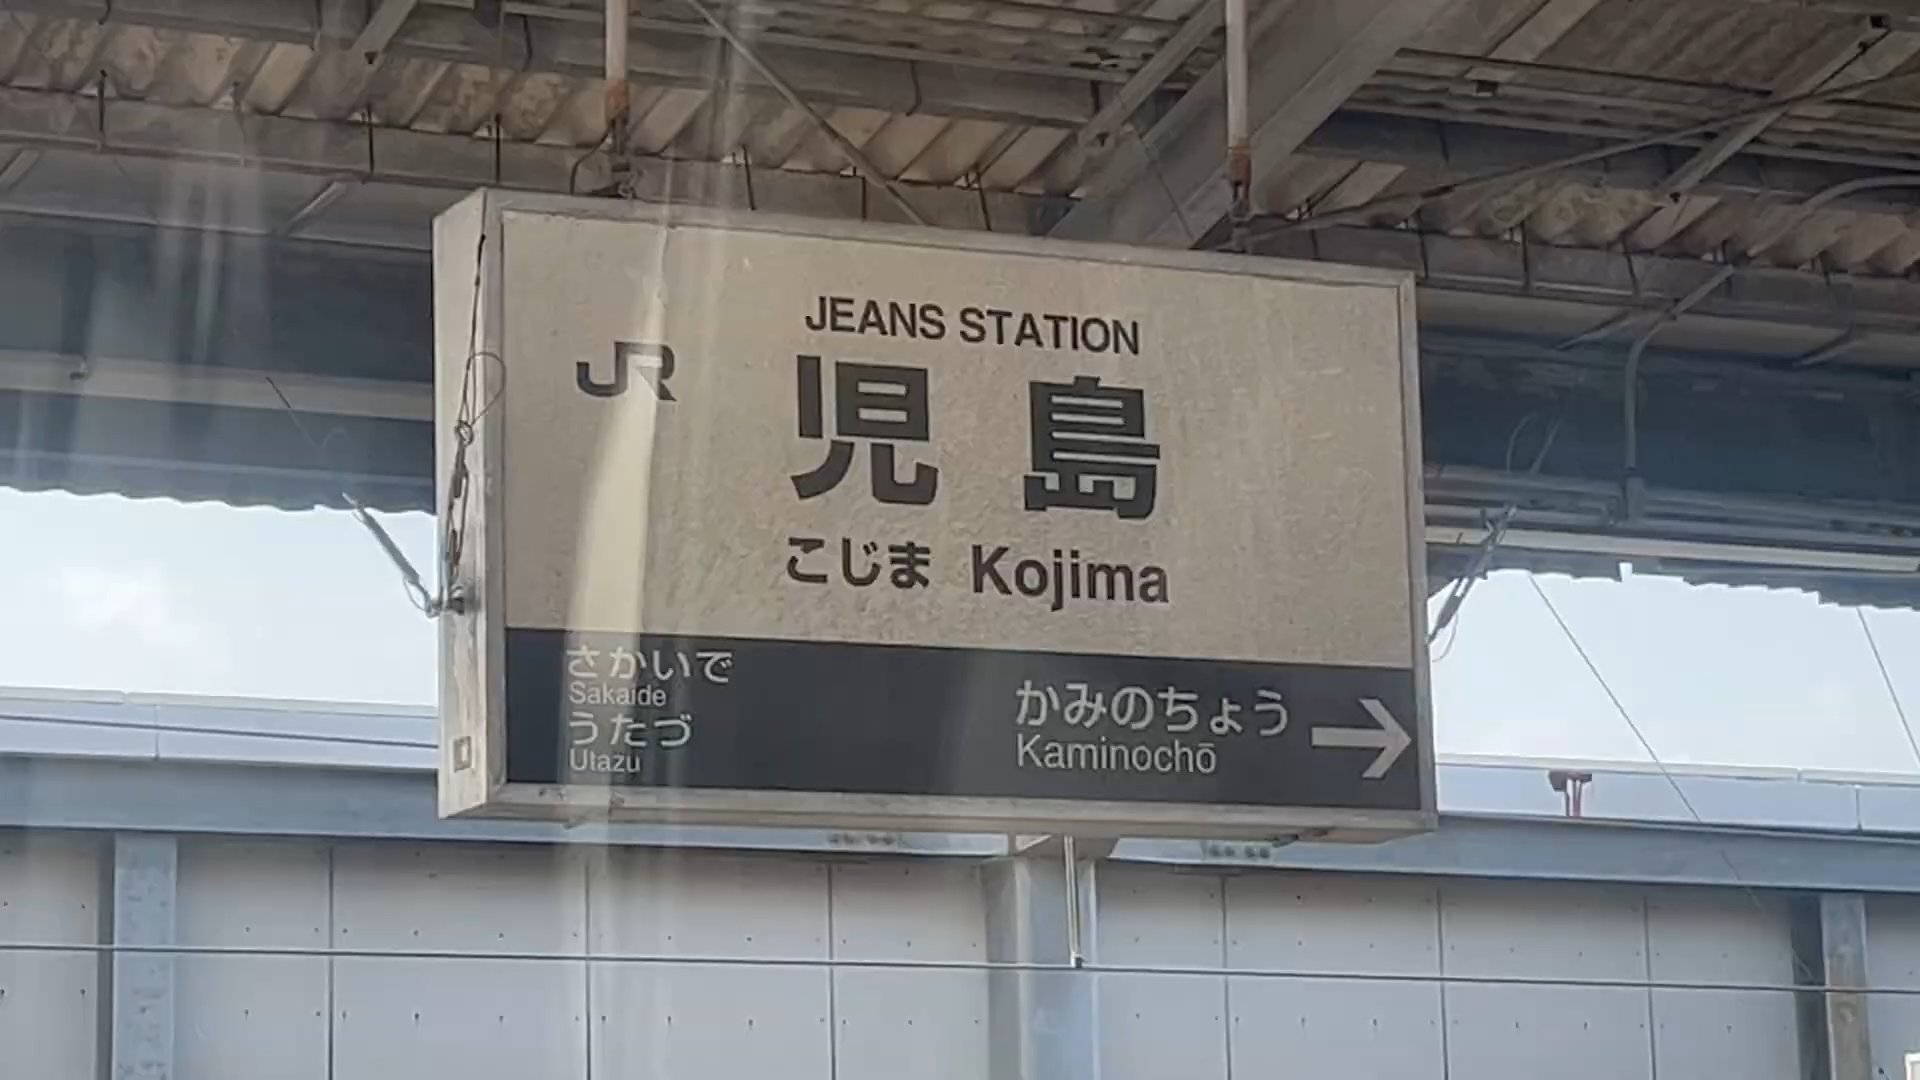 JEANS STATION
JR
児島
こじま Kojima
さかいで
Sakaide
うたづ
Utazu
かみのちょう
Kaminochō